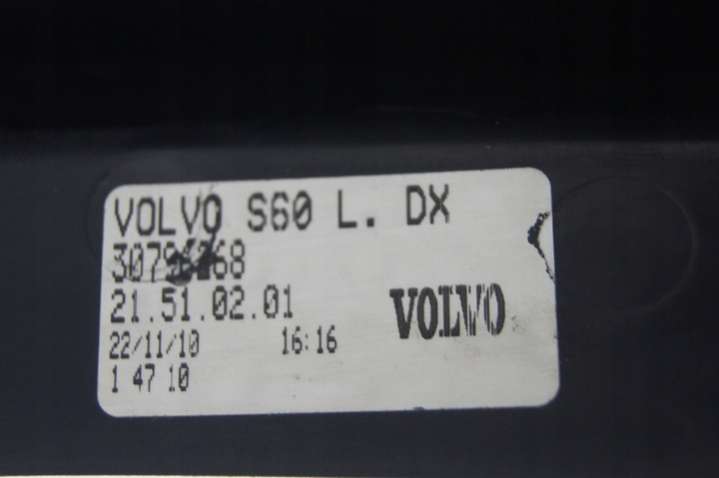 VOLVO S60 L. DX
21.51.02.01
VOLVO
22/11/10 16:16
1 47 10